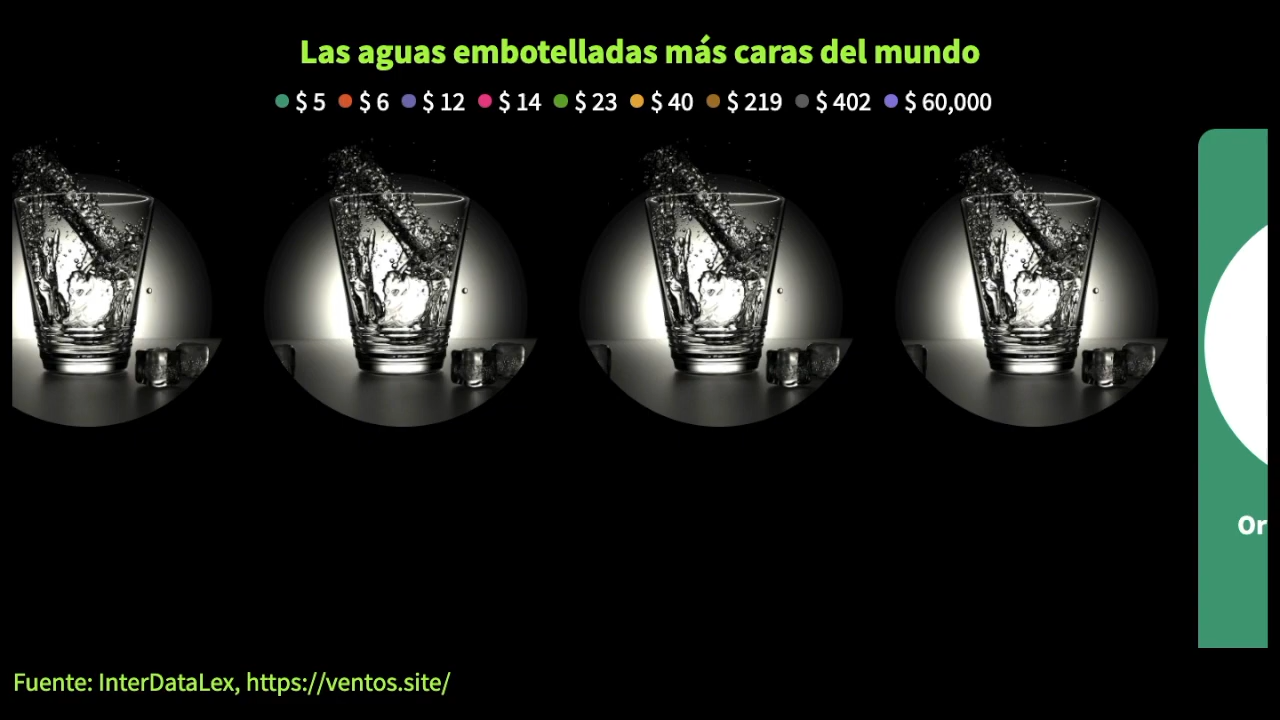 Las aguas embotelladas más caras del mundo
$ 5 $ 6 $ 12 $ 14 $ 23 $ 40 $ 219 $ 402 $ 60,000
Fuente: InterDataLex, https://ventos.site/